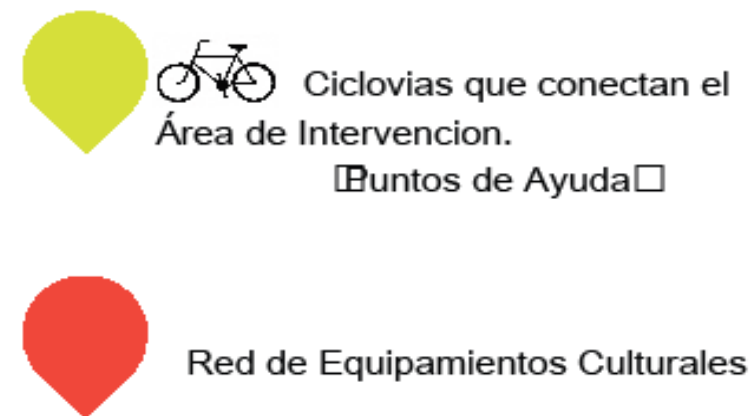 Ciclovias que conectan el
Área de Intervencion.
Puntos de Ayuda
Red de Equipamientos Culturales